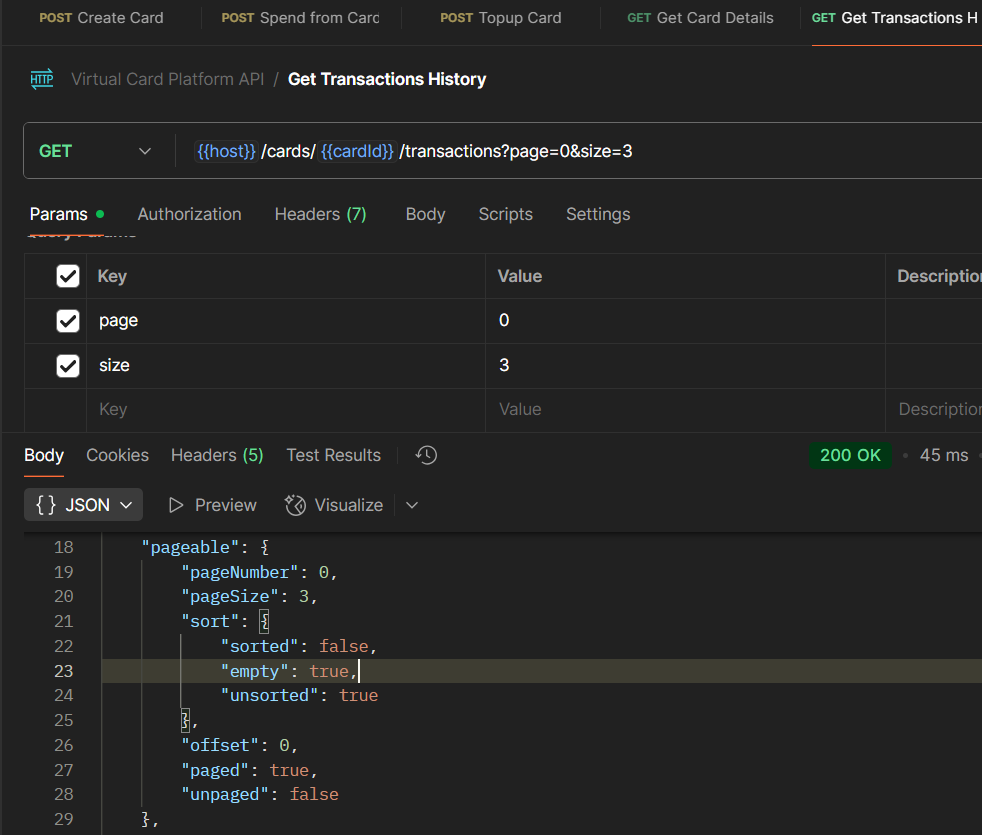 POST Create Card POST Spend from Card POST Topup Card GET Get Card Details GET Get Transactions H
HTTP Virtual Card Platform API / Get Transactions History
GET {{host}} /cards/ {{cardId}} /transactions?page=0&size=3
Params Authorization Headers (7) Body Scripts Settings
Query Params
Key Value Description
page 0
size 3
Key Value Description
Body Cookies Headers (5) Test Results 200 OK 45 ms
{} JSON Preview Visualize
18 "pageable": {
19 "pageNumber": 0,
20 "pageSize": 3,
21 "sort": {
22 "sorted": false,
23 "empty": true,
24 "unsorted": true
25 },
26 "offset": 0,
27 "paged": true,
28 "unpaged": false
29 },